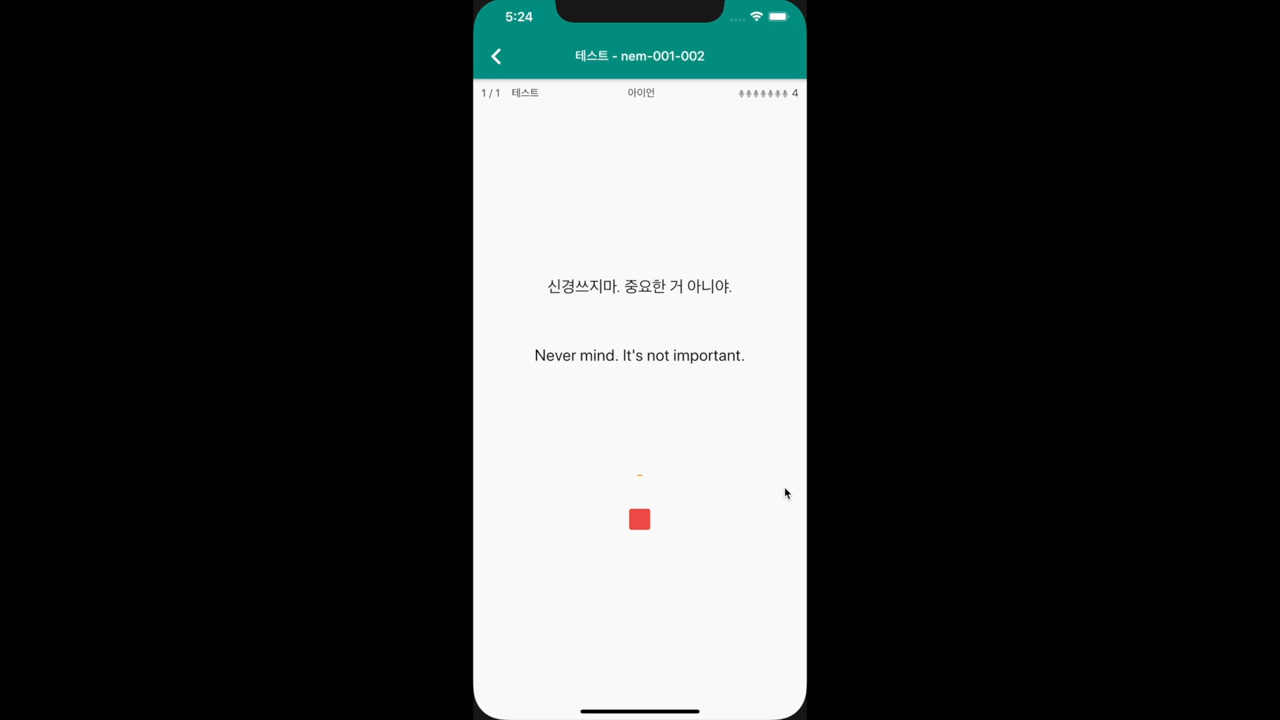 5:24
테스트 - nem-001-002
1 / 1 테스트 아이언 4
신경쓰지마. 중요한 거 아니야.
Never mind. It's not important.